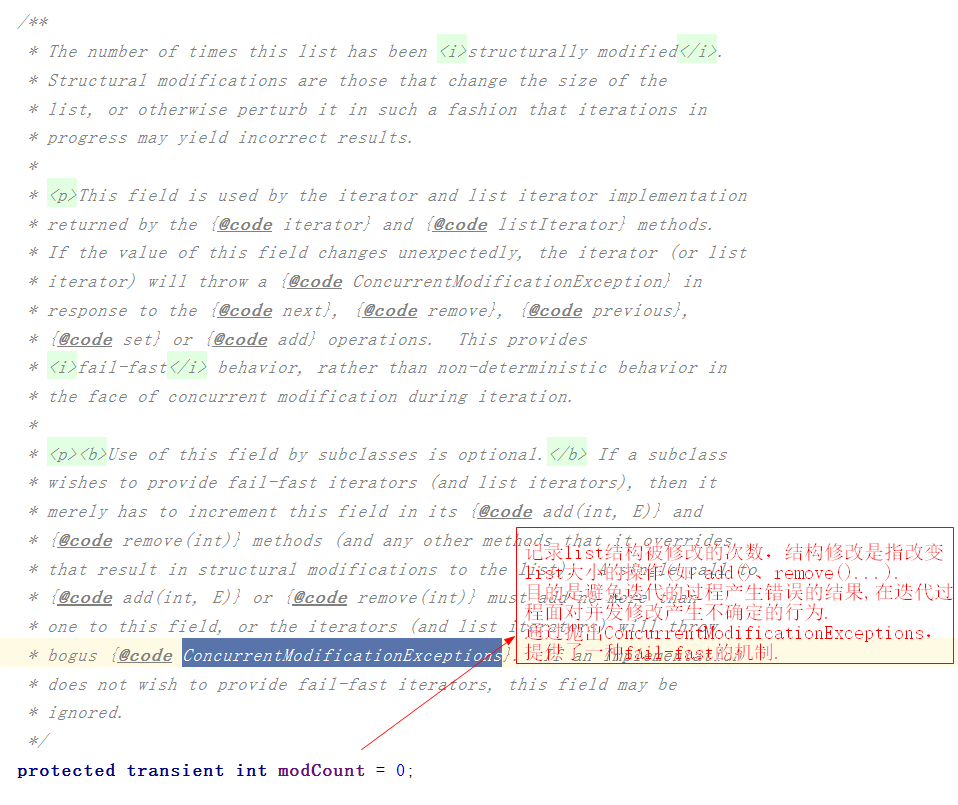 /**
* The number of times this list has been <i>structurally modified</i>.
* Structural modifications are those that change the size of the
* list, or otherwise perturb it in such a fashion that iterations in
* progress may yield incorrect results.
*
* <p>This field is used by the iterator and list iterator implementation
* returned by the {@code iterator} and {@code listIterator} methods.
* If the value of this field changes unexpectedly, the iterator (or list
* iterator) will throw a {@code ConcurrentModificationException} in
* response to the {@code next}, {@code remove}, {@code previous},
* {@code set} or {@code add} operations.  This provides
* <i>fail-fast</i> behavior, rather than non-deterministic behavior in
* the face of concurrent modification during iteration.
*
* <p><b>Use of this field by subclasses is optional.</b> If a subclass
* wishes to provide fail-fast iterators (and list iterators), then it
* merely has to increment this field in its {@code add(int, E)} and
* {@code remove(int)} methods (and any other methods that it overrides
* that result in structural modifications to the list).  A single call to
* {@code add(int, E)} or {@code remove(int)} must add no more than
* one to this field, or the iterators (and list iterators) will throw
* bogus {@code ConcurrentModificationExceptions}.  If an implementation
* does not wish to provide fail-fast iterators, this field may be
* ignored.
*/
protected transient int modCount = 0;
记录list结构被修改的次数，结构修改是指改变
list大小的操作(如 add()、remove()...).
目的是避免迭代的过程产生错误的结果,在迭代过
程面对并发修改产生不确定的行为.
通过抛出ConcurrentModificationExceptions，
提供了一种fail-fast的机制.